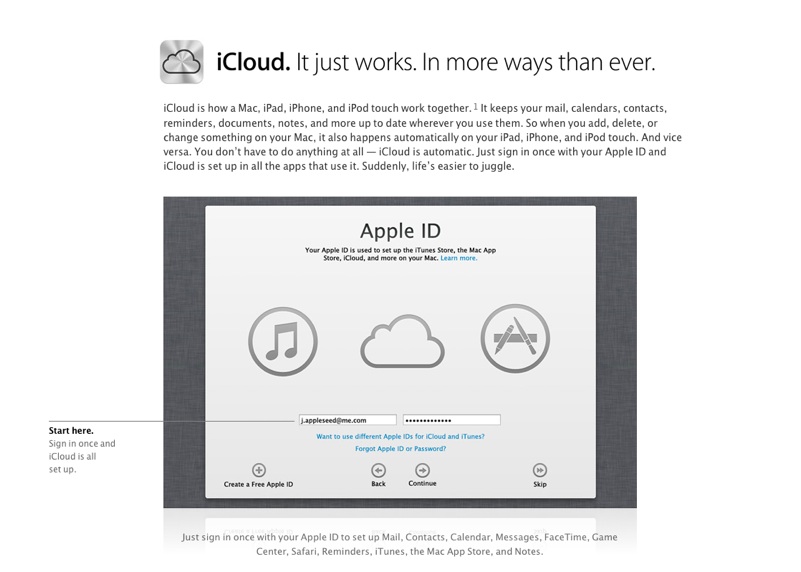 iCloud. It just works. In more ways than ever.
iCloud is how a Mac, iPad, iPhone, and iPod touch work together.1 It keeps your mail, calendars, contacts,
reminders, documents, notes, and more up to date wherever you use them. So when you add, delete, or
change something on your Mac, it also happens automatically on your iPad, iPhone, and iPod touch. And vice
versa. You don't have to do anything at all — iCloud is automatic. Just sign in once with your Apple ID and
iCloud is set up in all the apps that use it. Suddenly, life's easier to juggle.
Apple ID
Your Apple ID is used to set up the iTunes Store, the Mac App
Store, iCloud, and more on your Mac. Learn more.
j.appleseed@me.com •••••••••••••
Start here.
Sign in once and
iCloud is all
set up.
Want to use different Apple IDs for iCloud and iTunes?
Forgot Apple ID or Password?
Create a Free Apple ID Back Continue Skip
Just sign in once with your Apple ID to set up Mail, Contacts, Calendar, Messages, FaceTime, Game
Center, Safari, Reminders, iTunes, the Mac App Store, and Notes.